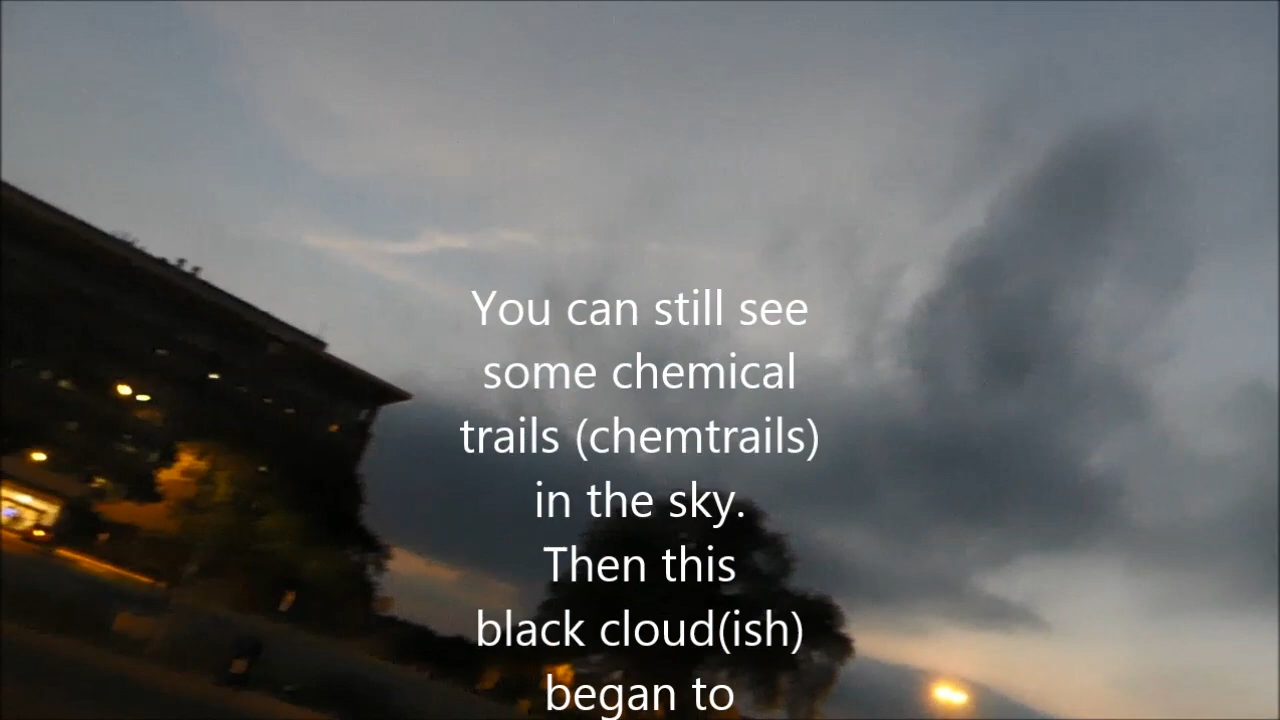 You can still see
some chemical
trails (chemtrails)
in the sky.
Then this
black cloud(ish)
began to